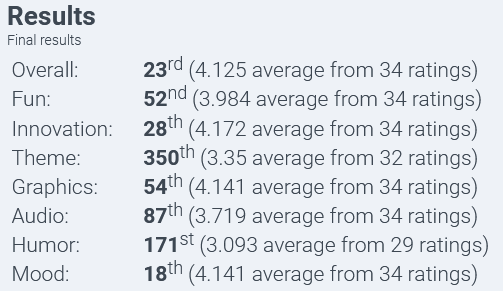 Results
Final results
Overall: 23rd (4.125 average from 34 ratings)
Fun: 52nd (3.984 average from 34 ratings)
Innovation: 28th (4.172 average from 34 ratings)
Theme: 350th (3.35 average from 32 ratings)
Graphics: 54th (4.141 average from 34 ratings)
Audio: 87th (3.719 average from 34 ratings)
Humor: 171st (3.093 average from 29 ratings)
Mood: 18th (4.141 average from 34 ratings)